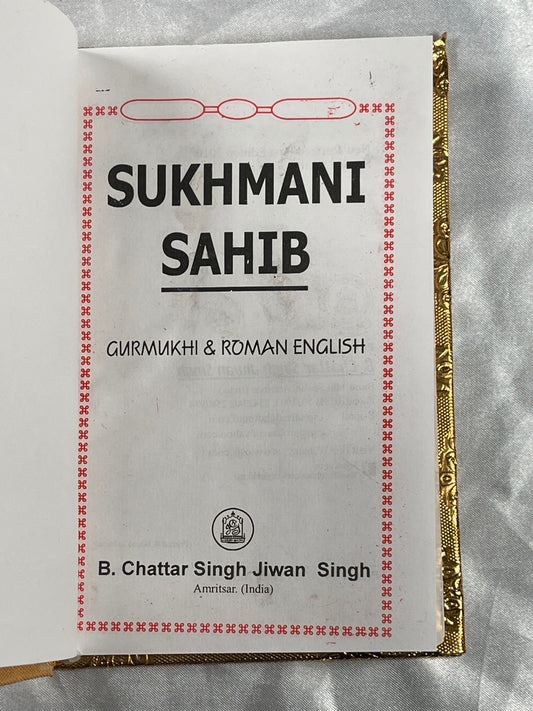 SUKHMANI
SAHIB
GURMUKHI & ROMAN ENGLISH
B. Chattar Singh Jiwan Singh
Amritsar. (India)